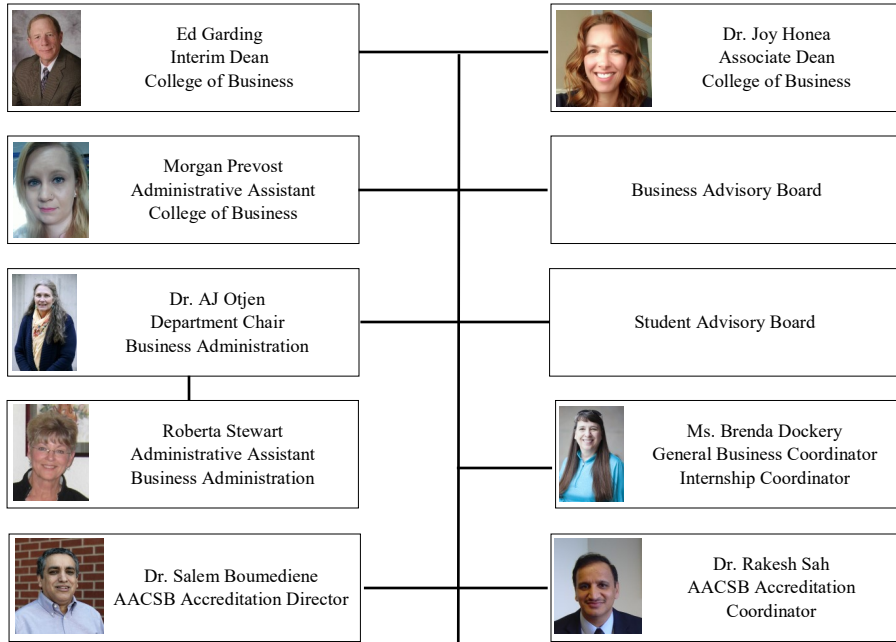 Ed Garding
Interim Dean
College of Business
Dr. Joy Honea
Associate Dean
College of Business
Morgan Prevost
Administrative Assistant
College of Business
Business Advisory Board
Dr. AJ Otjen
Department Chair
Business Administration
Student Advisory Board
Roberta Stewart
Administrative Assistant
Business Administration
Ms. Brenda Dockery
General Business Coordinator
Internship Coordinator
Dr. Salem Boumediene
AACSB Accreditation Director
Dr. Rakesh Sah
AACSB Accreditation
Coordinator